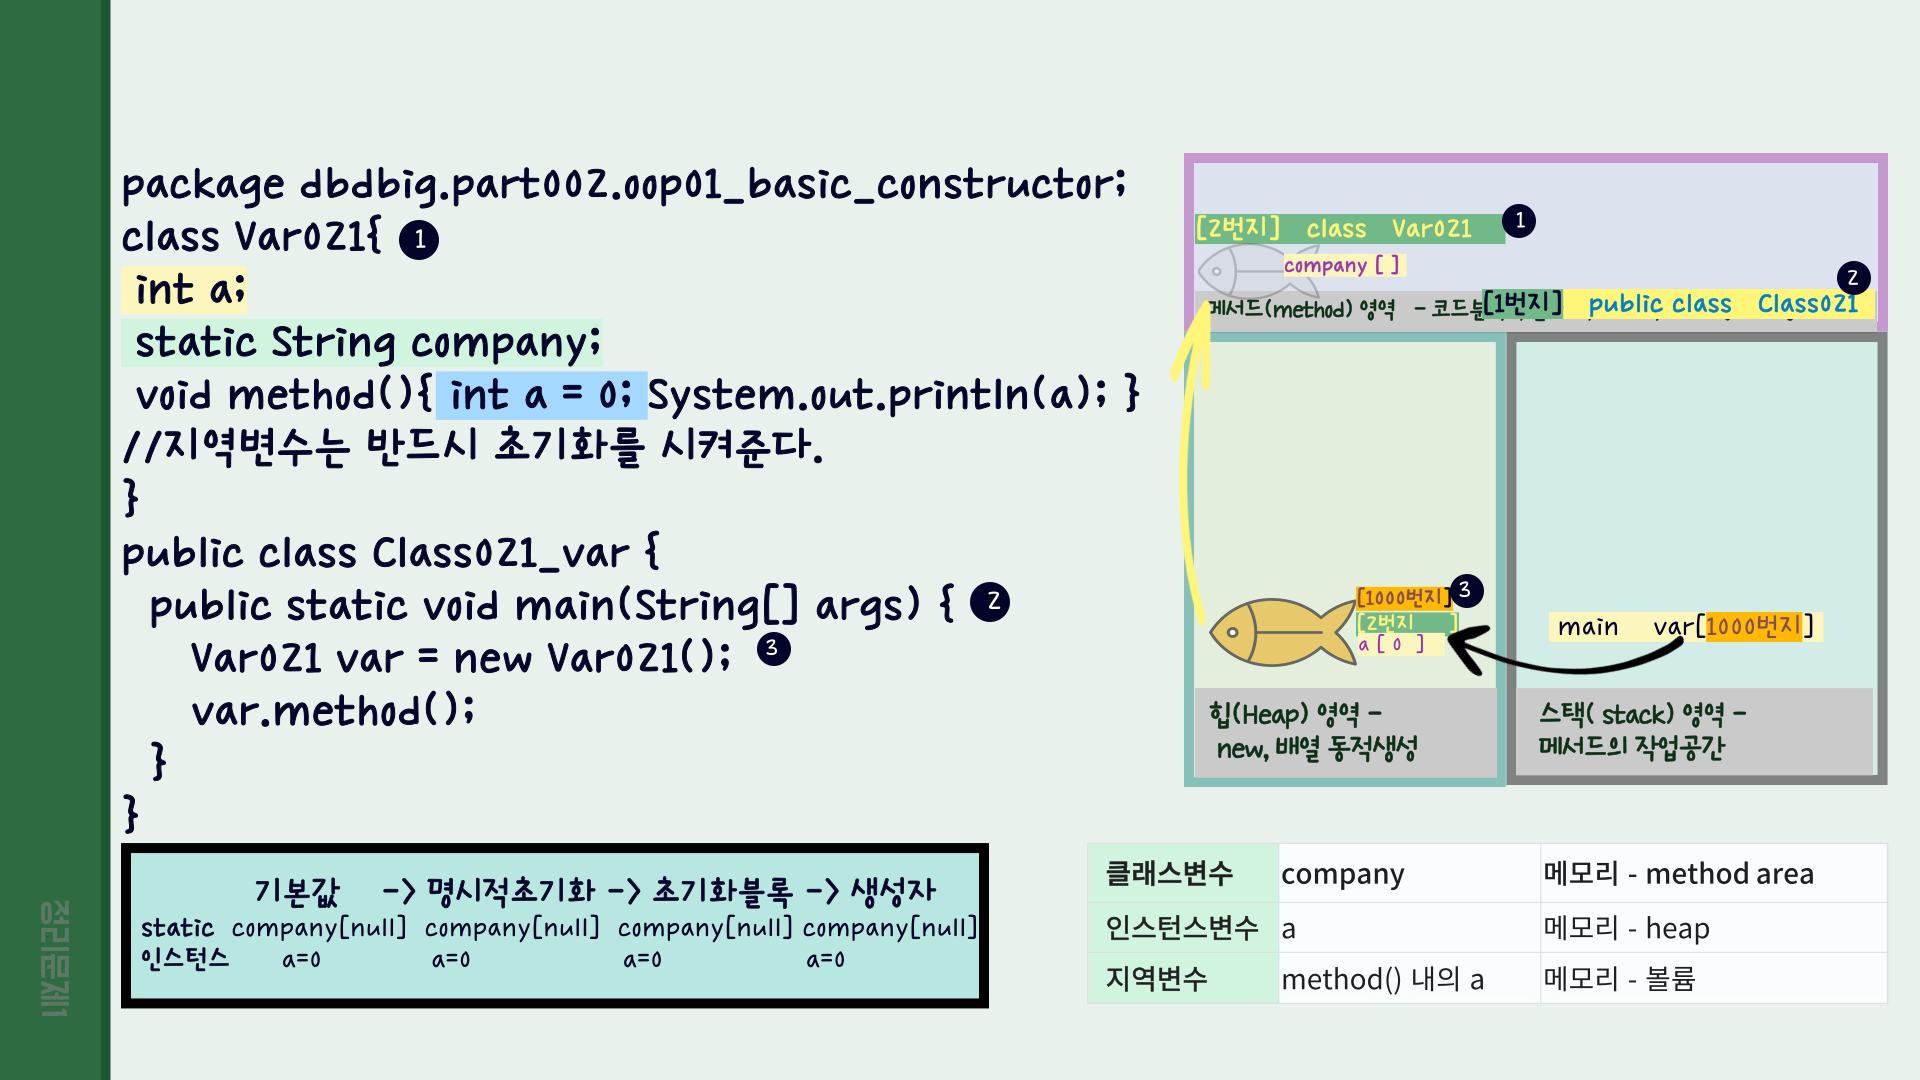 package dbdbig.part002.oop01_basic_constructor;
class Var021{ 1
int a;
static String company;
void method(){ int a = 0; System.out.println(a); }
//지역변수는 반드시 초기화를 시켜준다.
}
public class Class021_var {
public static void main(String[] args) { 2
Var021 var = new Var021(); 3
var.method();
}
}
기본값 -> 명시적초기화 -> 초기화블록 -> 생성자
static company[null] company[null] company[null] company[null]
인스턴스 a=0 a=0 a=0 a=0
정리문제1
[2번지] class Var021 1
company [ ]
2
메서드(method) 영역 - 코드분
[1번지] public class Class021
[1000번지] 3
[2번지 ]
a [ 0 ]
main var[1000번지]
힙(Heap) 영역 -
new, 배열 동적생성
스택( stack) 영역 -
메서드의 작업공간
클래스변수 company 메모리 - method area
인스턴스변수 a 메모리 - heap
지역변수 method() 내의 a 메모리 - 볼륨